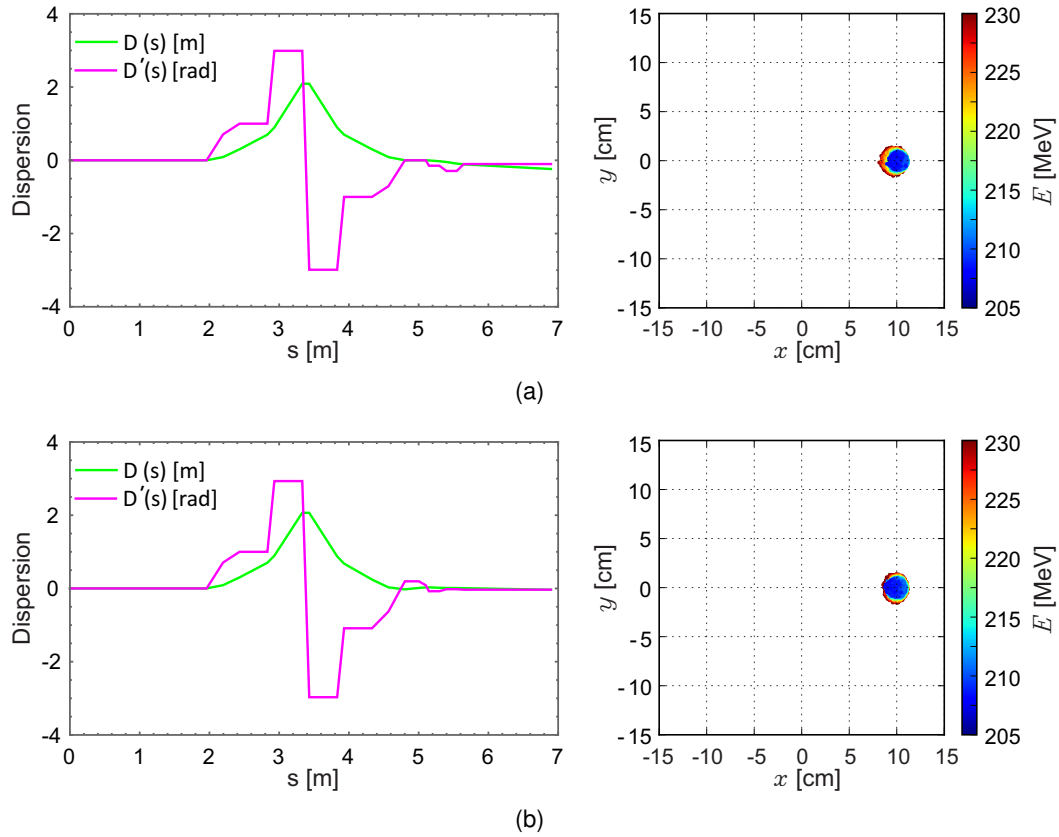 D (s) [m]
D′(s) [rad]
Dispersion
4
2
0
-2
-4
0 1 2 3 4 5 6 7
s [m]
y [cm]
15
10
5
0
-5
-10
-15
-15 -10 -5 0 5 10 15
x [cm]
230
225
220
215
210
205
E [MeV]
(a)
D (s) [m]
D′(s) [rad]
Dispersion
4
2
0
-2
-4
0 1 2 3 4 5 6 7
s [m]
y [cm]
15
10
5
0
-5
-10
-15
-15 -10 -5 0 5 10 15
x [cm]
230
225
220
215
210
205
E [MeV]
(b)